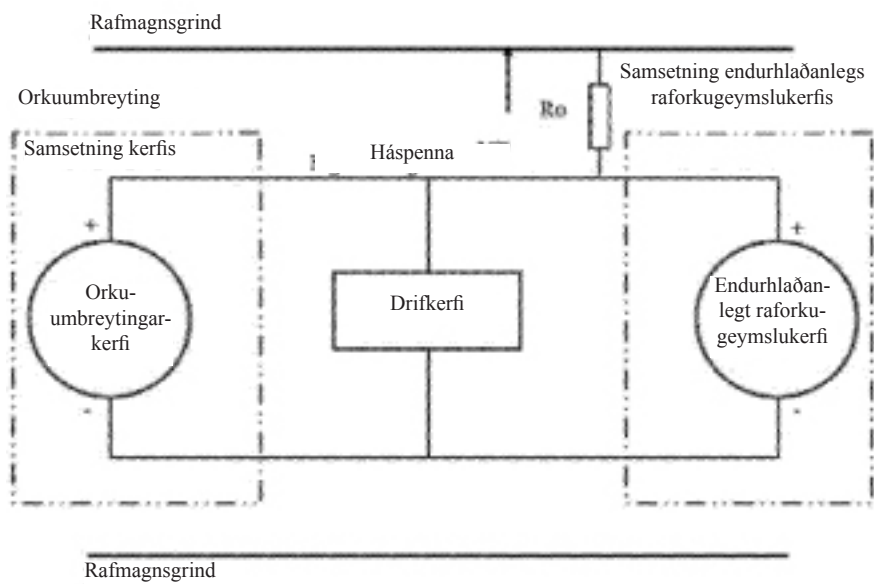 Rafmagnsgrind
Samsetning endurhlaðanlegs
raforkugeymslukerfis
Orkuumbreyting
Ro
Samsetning kerfis
Háspenna
+
+
Orku-
umbreytingar-
kerfi
Drifkerfi
Endurhlaðan-
legt raforku-
geymslukerfi
-
-
Rafmagnsgrind